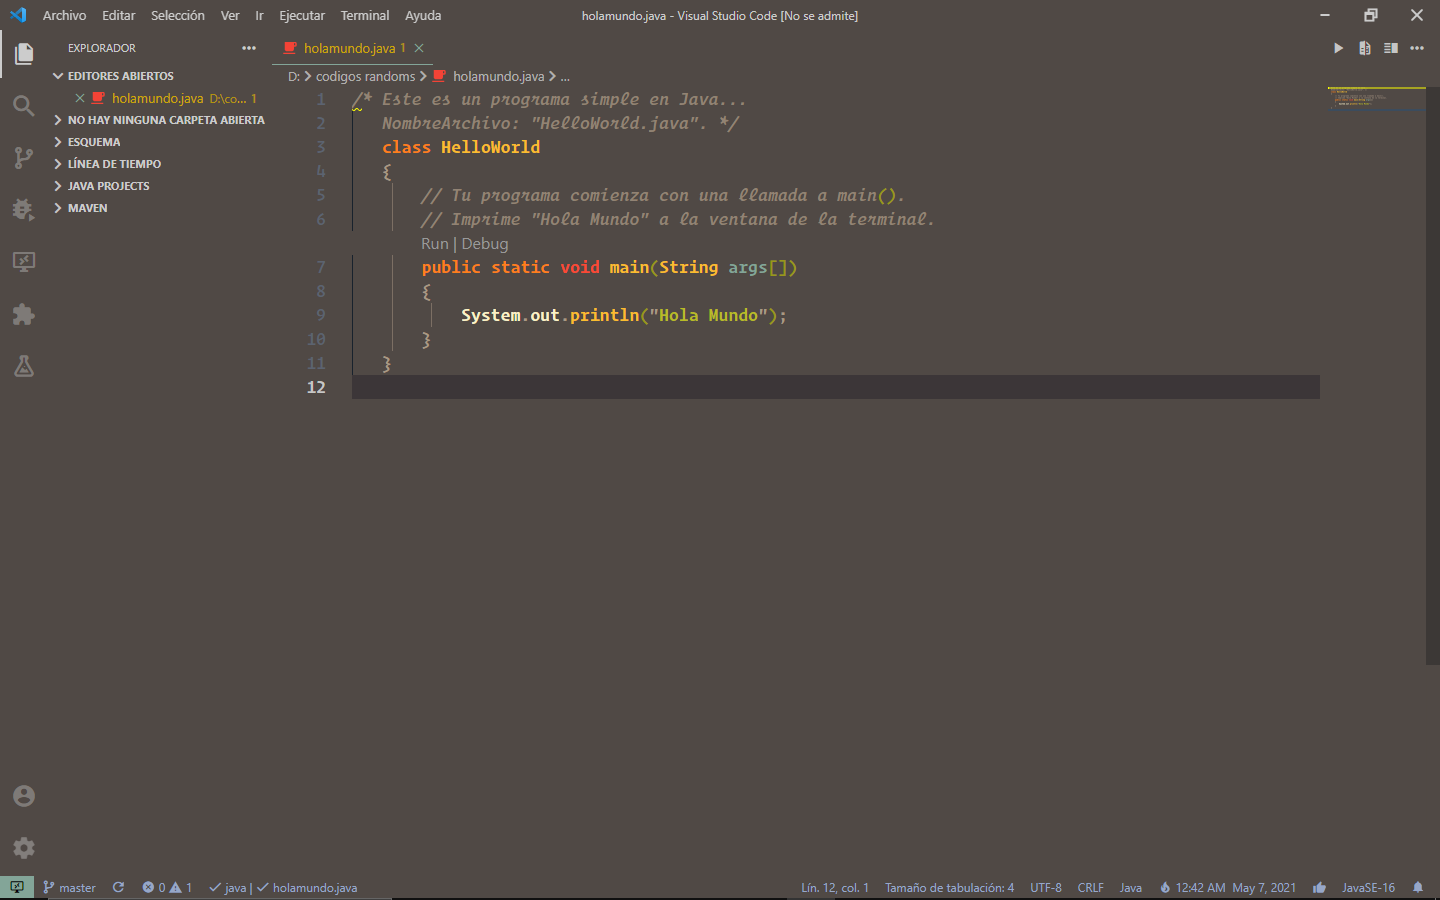 Archivo Editar Selección Ver Ir Ejecutar Terminal Ayuda
holamundo.java - Visual Studio Code [No se admite]
EXPLORADOR
EDITORES ABIERTOS
holamundo.java D:\co... 1
NO HAY NINGUNA CARPETA ABIERTA
ESQUEMA
LÍNEA DE TIEMPO
JAVA PROJECTS
MAVEN
holamundo.java 1
D: > codigos randoms > holamundo.java > ...
1 /* Este es un programa simple en Java...
2 NombreArchivo: "HelloWorld.java". */
3 class HelloWorld
4 {
5 // Tu programa comienza con una llamada a main().
6 // Imprime "Hola Mundo" a la ventana de la terminal.
Run | Debug
7 public static void main(String args[])
8 {
9 System.out.println("Hola Mundo");
10 }
11 }
12
master 0 1 java | holamundo.java
Lín. 12, col. 1 Tamaño de tabulación: 4 UTF-8 CRLF Java 12:42 AM May 7, 2021 JavaSE-16